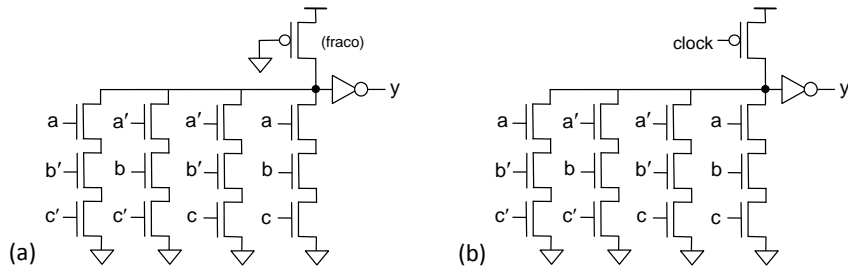 (fraco)
y
a a′ a′ a
b′ b b′ b
c′ c′ c c
(a)
clock
y
a a′ a′ a
b′ b b′ b
c′ c′ c c
(b)